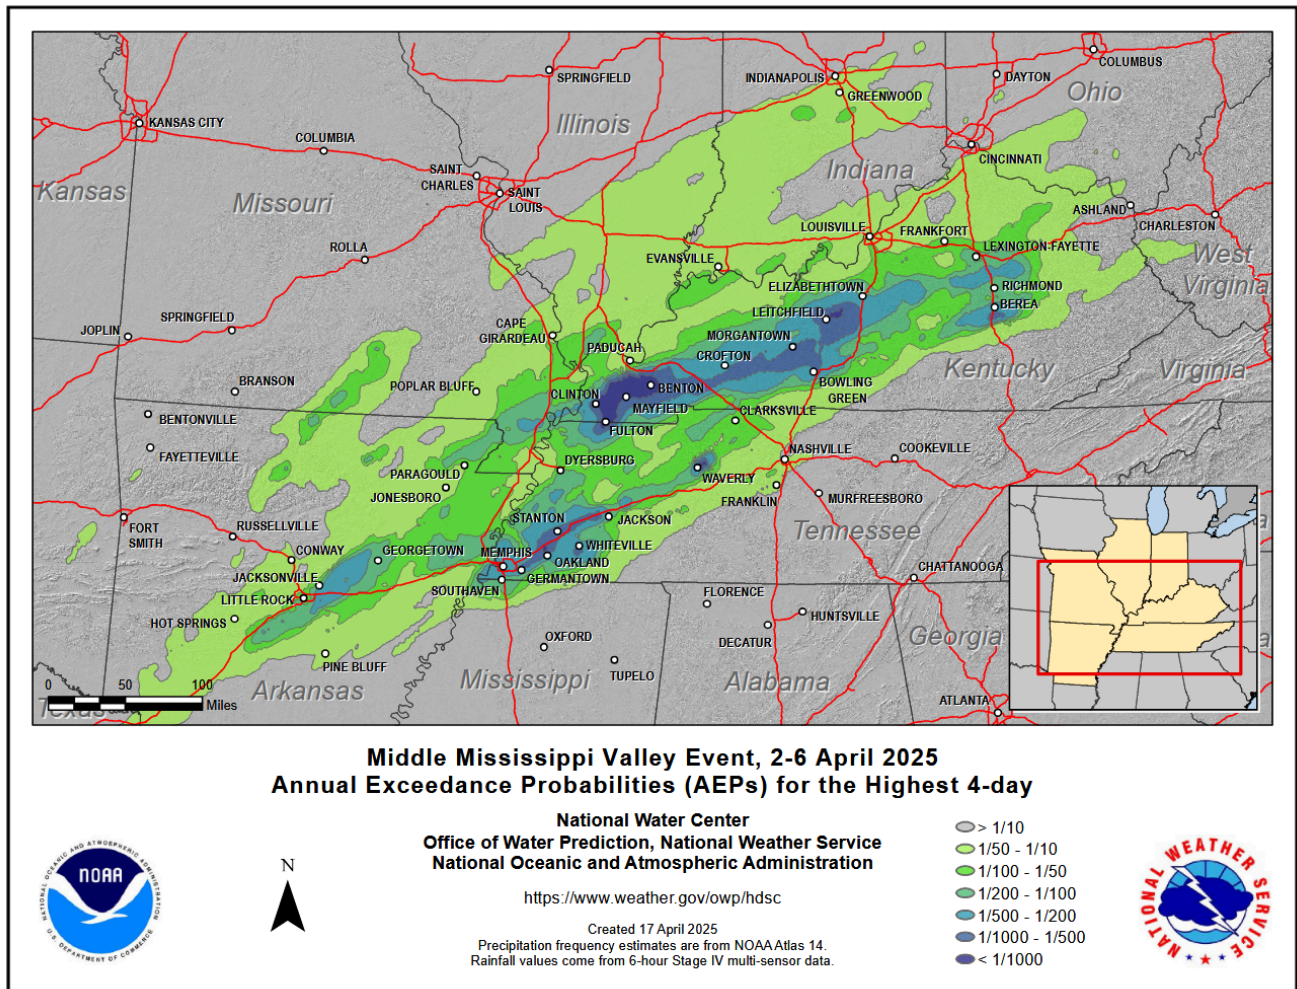 COLUMBUS
SPRINGFIELD
INDIANAPOLIS
DAYTON
GREENWOOD
Ohio
KANSAS CITY
Illinois
COLUMBIA
CINCINNATI
SAINT
CHARLES
Indiana
Kansas
SAINT
LOUIS
Missouri
ASHLAND
LOUISVILLE
FRANKFORT
CHARLESTON
ROLLA
LEXINGTON-FAYETTE
EVANSVILLE
West
Virginia
ELIZABETHTOWN
RICHMOND
BEREA
LEITCHFIELD
SPRINGFIELD
JOPLIN
CAPE
GIRARDEAU
MORGANTOWN
PADUCAH
CROFTON
Kentucky
Virginia
BRANSON
POPLAR BLUFF
BENTON
BOWLING
GREEN
CLINTON
MAYFIELD
CLARKSVILLE
BENTONVILLE
FULTON
FAYETTEVILLE
NASHVILLE
COOKEVILLE
DYERSBURG
PARAGOULD
WAVERLY
JONESBORO
FRANKLIN
MURFREESBORO
STANTON
JACKSON
Tennessee
RUSSELLVILLE
FORT
SMITH
CONWAY
GEORGETOWN
MEMPHIS
WHITEVILLE
OAKLAND
CHATTANOOGA
JACKSONVILLE
GERMANTOWN
SOUTHAVEN
FLORENCE
LITTLE ROCK
HUNTSVILLE
HOT SPRINGS
OXFORD
DECATUR
Georgia
PINE BLUFF
TUPELO
Mississippi
Alabama
Arkansas
ATLANTA
0 50 100
Miles
Texas
Middle Mississippi Valley Event, 2-6 April 2025
Annual Exceedance Probabilities (AEPs) for the Highest 4-day
National Water Center
Office of Water Prediction, National Weather Service
National Oceanic and Atmospheric Administration
https://www.weather.gov/owp/hdsc
Created 17 April 2025
Precipitation frequency estimates are from NOAA Atlas 14.
Rainfall values come from 6-hour Stage IV multi-sensor data.
N
> 1/10
1/50 - 1/10
1/100 - 1/50
1/200 - 1/100
1/500 - 1/200
1/1000 - 1/500
< 1/1000
NATIONAL OCEANIC AND ATMOSPHERIC ADMINISTRATION
NOAA
U.S. DEPARTMENT OF COMMERCE
NATIONAL WEATHER SERVICE